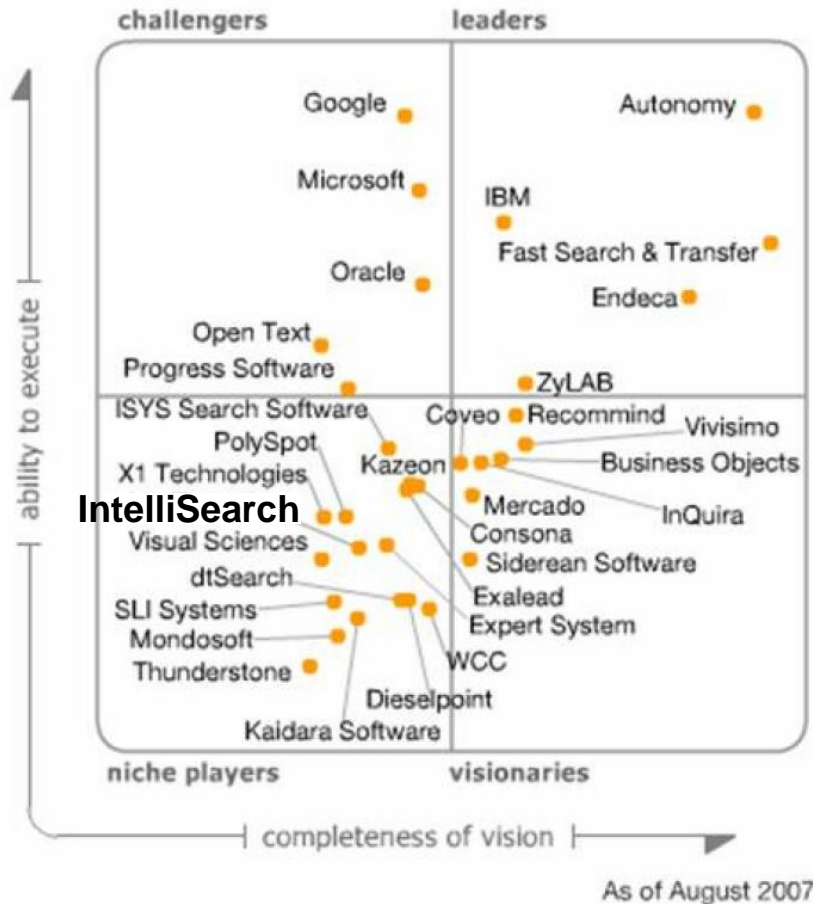 challengers
leaders
Google
Autonomy
Microsoft
IBM
Fast Search & Transfer
Oracle
Endeca
Open Text
Progress Software
ZyLAB
ISYS Search Software
Coveo
Recommind
Vivisimo
PolySpot
Kazeon
Business Objects
X1 Technologies
Mercado
InQuira
IntelliSearch
Consona
Visual Sciences
Siderean Software
dtSearch
Exalead
SLI Systems
Expert System
Mondosoft
WCC
Thunderstone
Dieselpoint
Kaidara Software
niche players
visionaries
ability to execute
completeness of vision
As of August 2007